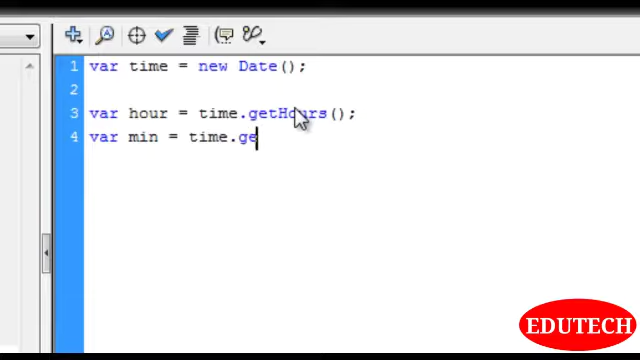 1 var time = new Date();
2
3 var hour = time.getHours();
4 var min = time.ge
EDUTECH